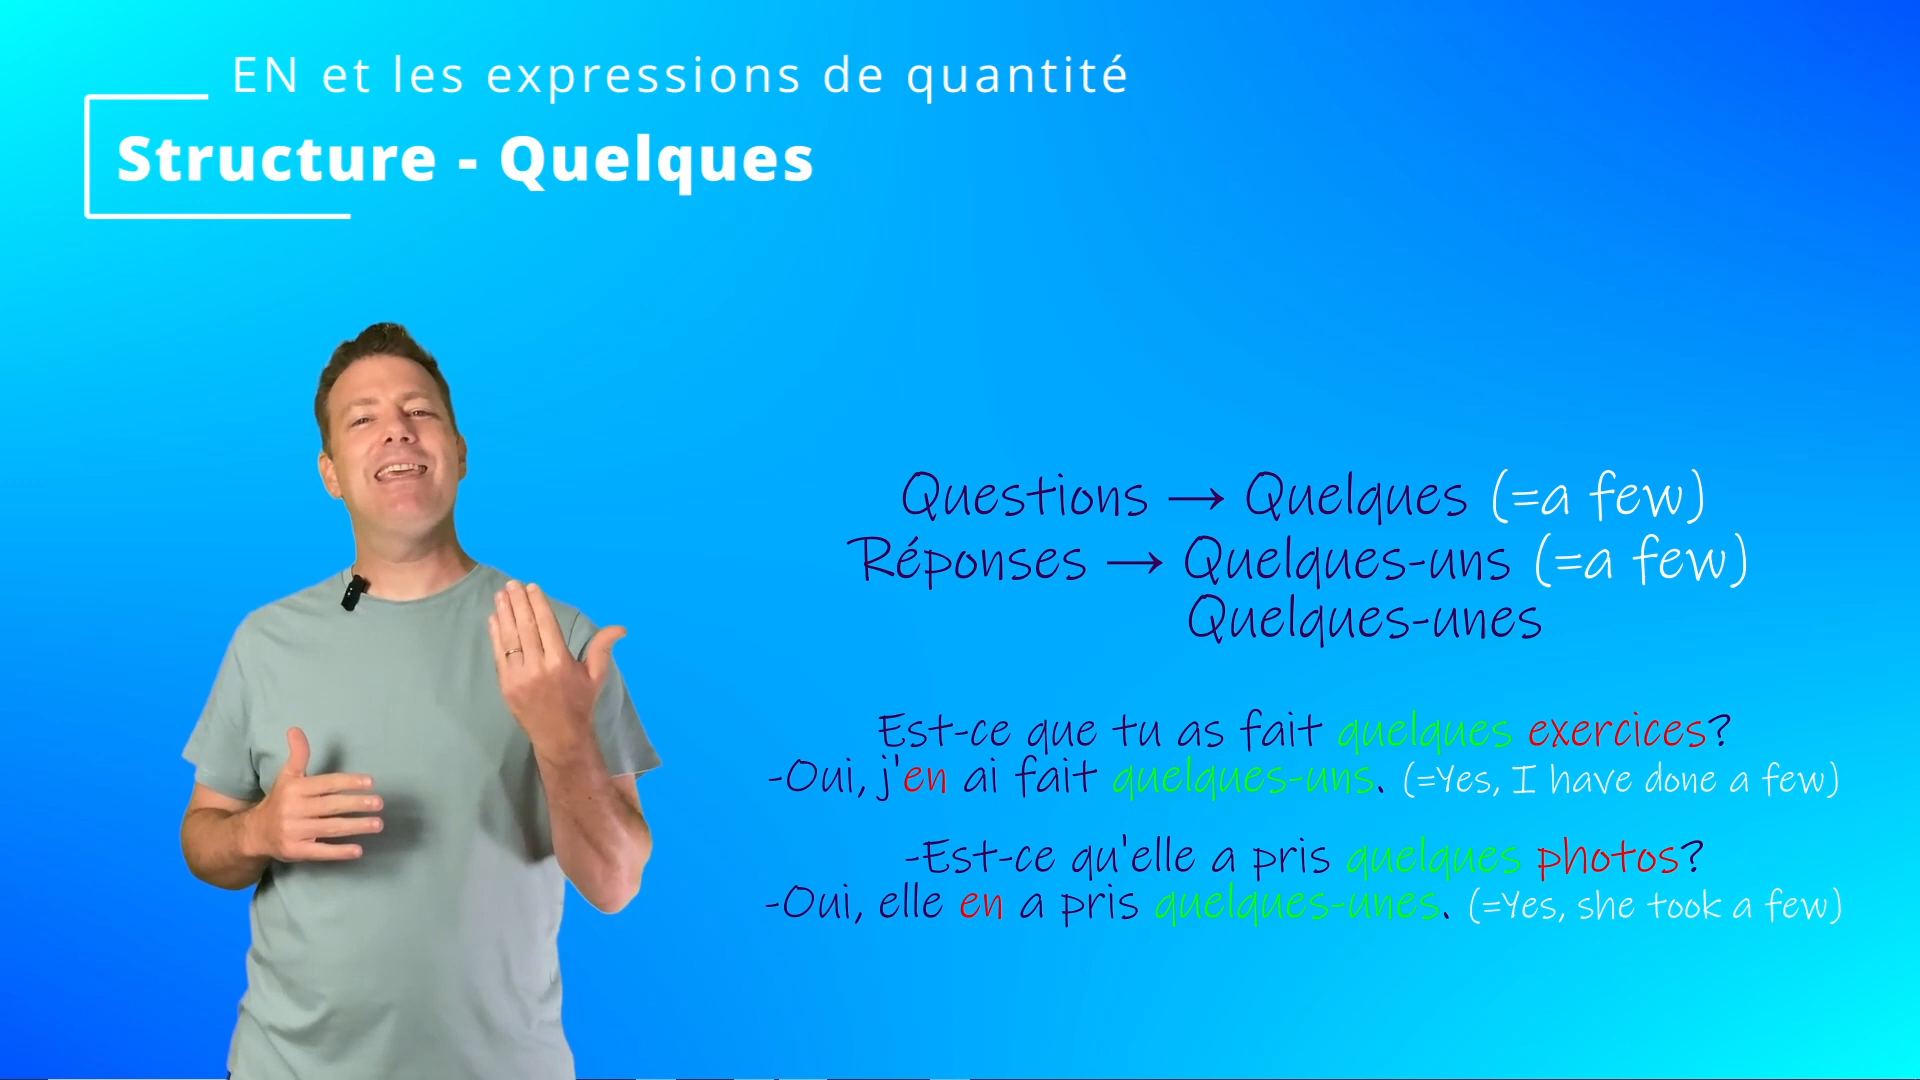 EN et les expressions de quantité
Structure - Quelques
Questions → Quelques (=a few)
Réponses → Quelques-uns (=a few)
Quelques-unes
Est-ce que tu as fait quelques exercices?
-Oui, j'en ai fait quelques-uns. (=Yes, I have done a few)
-Est-ce qu'elle a pris quelques photos?
-Oui, elle en a pris quelques-unes. (=Yes, she took a few)